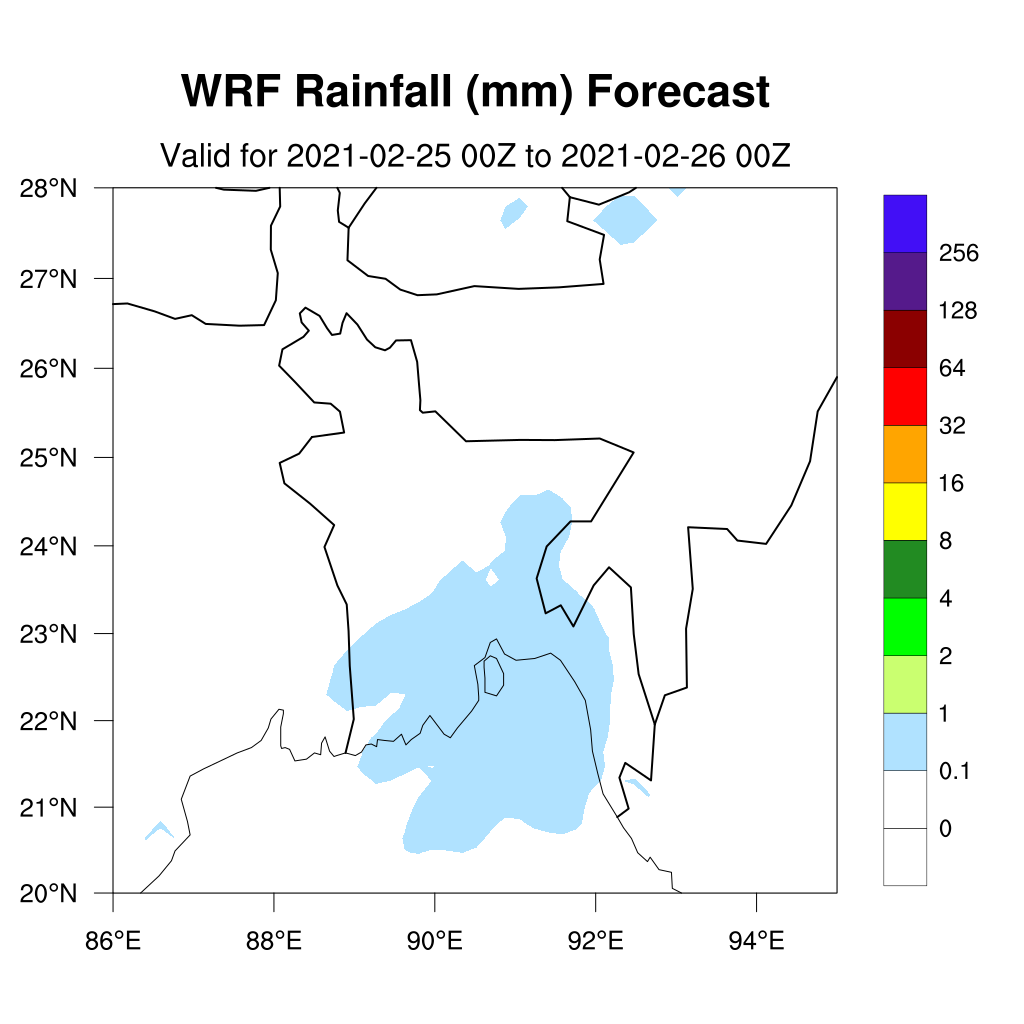 WRF Rainfall (mm) Forecast
Valid for 2021-02-25 00Z to 2021-02-26 00Z
28°N
27°N
26°N
25°N
24°N
23°N
22°N
21°N
20°N
86°E 88°E 90°E 92°E 94°E
256
128
64
32
16
8
4
2
1
0.1
0